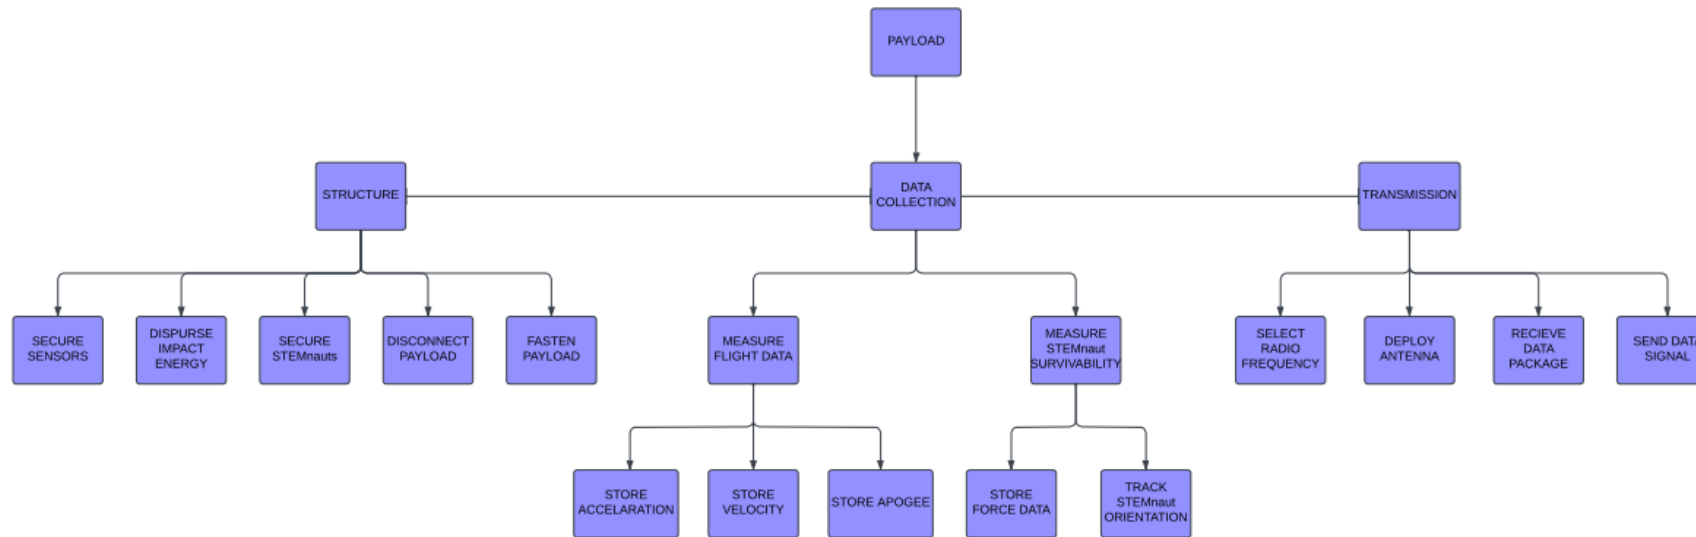 PAYLOAD
STRUCTURE
DATA
COLLECTION
TRANSMISSION
SECURE
SENSORS
DISPURSE
IMPACT
ENERGY
SECURE
STEMnauts
DISCONNECT
PAYLOAD
FASTEN
PAYLOAD
MEASURE
FLIGHT DATA
MEASURE
STEMnaut
SURVIVABILITY
SELECT
RADIO
FREQUENCY
DEPLOY
ANTENNA
RECIEVE
DATA
PACKAGE
SEND DATA
SIGNAL
STORE
ACCELARATION
STORE
VELOCITY
STORE APOGEE
STORE
FORCE DATA
TRACK
STEMnaut
ORIENTATION